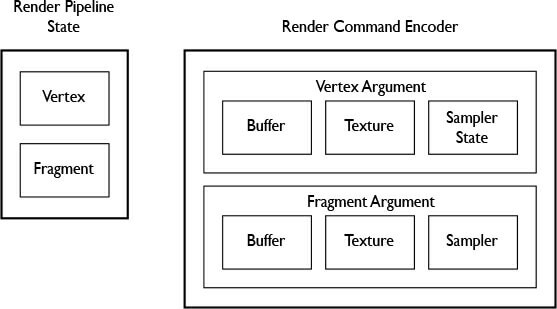 Render Pipeline
State
Vertex
Fragment
Render Command Encoder
Vertex Argument
Buffer
Texture
Sampler
State
Fragment Argument
Buffer
Texture
Sampler